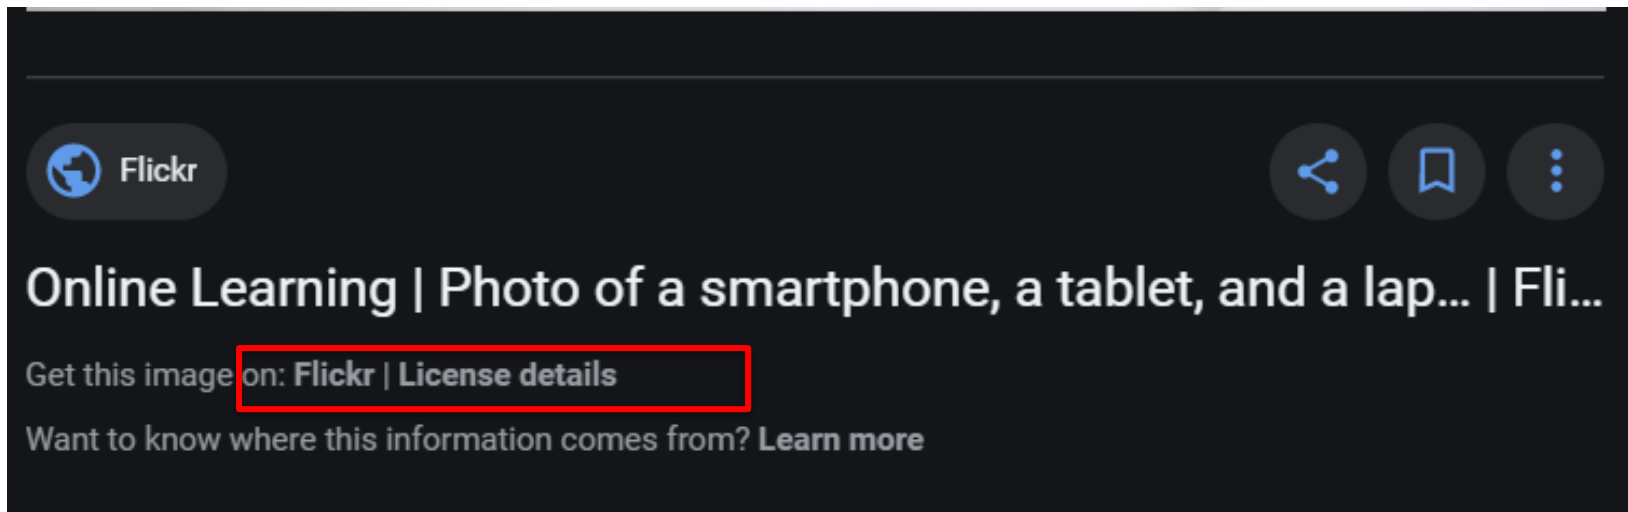 Flickr
Online Learning | Photo of a smartphone, a tablet, and a lap... | Fli...
Get this image on: Flickr | License details
Want to know where this information comes from? Learn more